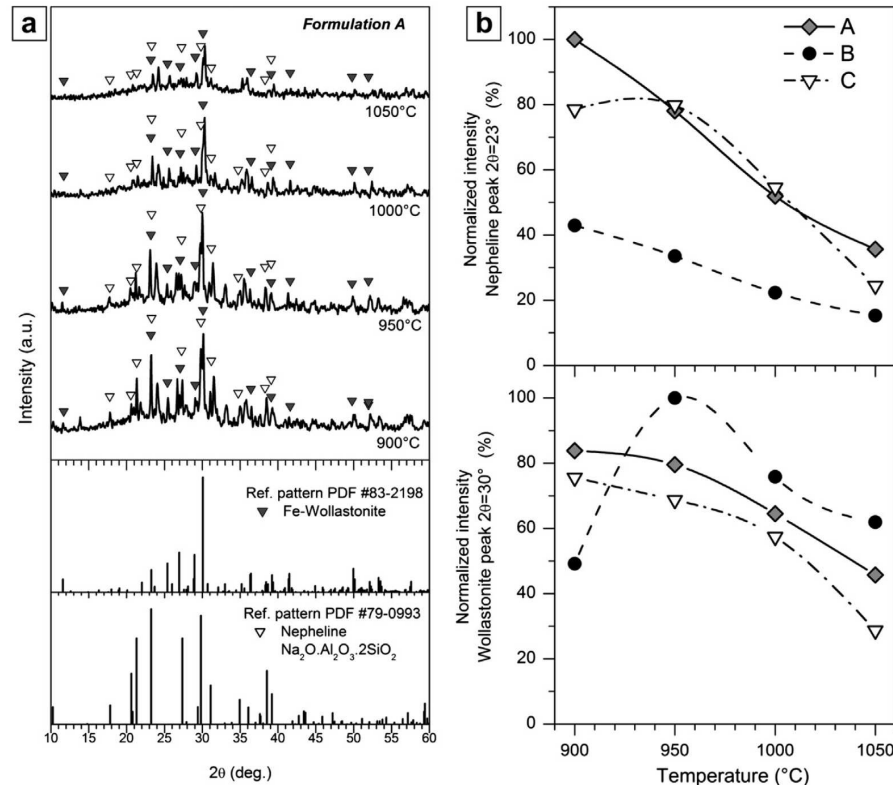 a
Formulation A
1050°C
1000°C
950°C
900°C
Intensity (a.u.)
Ref. pattern PDF #83-2198
Fe-Wollastonite
Ref. pattern PDF #79-0993
Nepheline
Na₂O.Al₂O₃.2SiO₂
10 15 20 25 30 35 40 45 50 55 60
2θ (deg.)
b
A
B
C
100
80
60
40
20
0
Normalized intensity
Nepheline peak 2θ=23° (%)
100
80
60
40
20
0
Normalized intensity
Wollastonite peak 2θ=30° (%)
900 950 1000 1050
Temperature (°C)